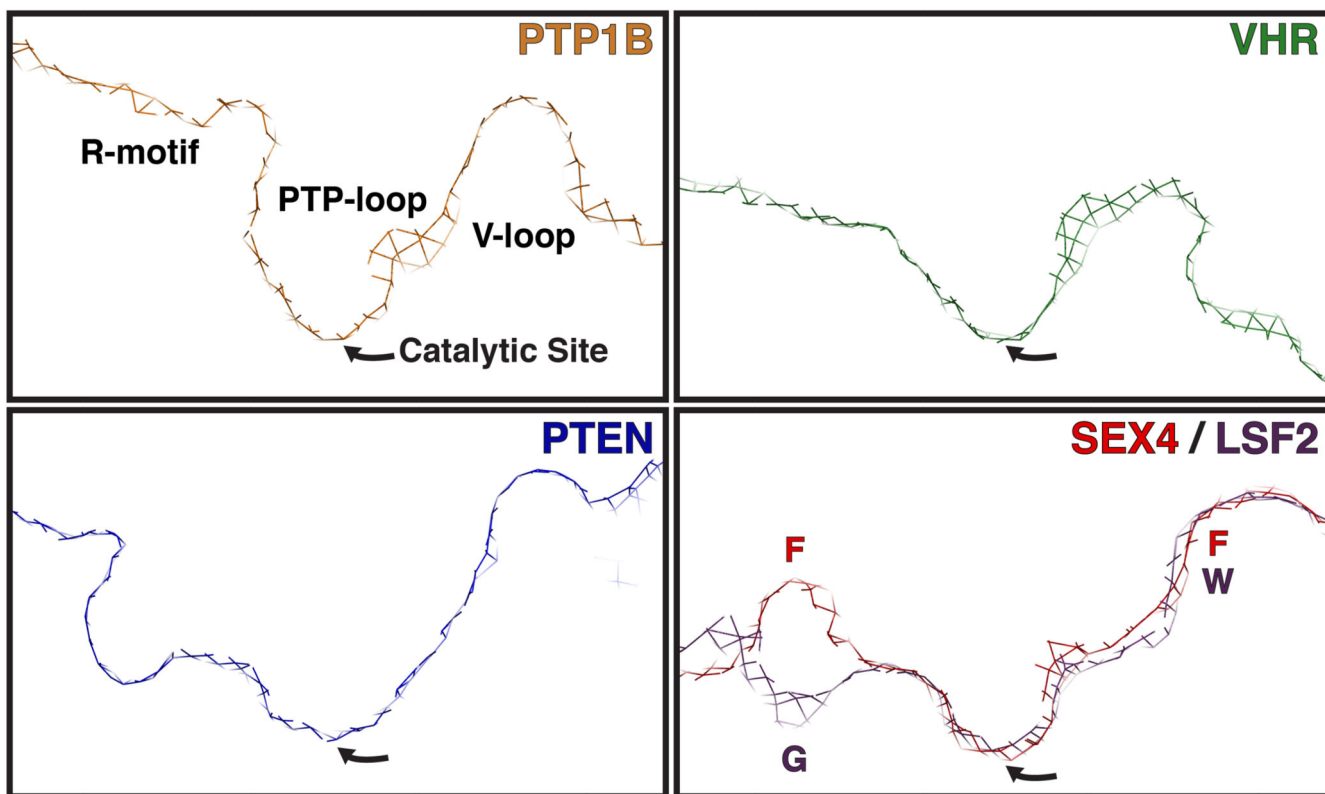 PTP1B
R-motif
PTP-loop
V-loop
Catalytic Site
VHR
PTEN
SEX4 / LSF2
F
F
W
G